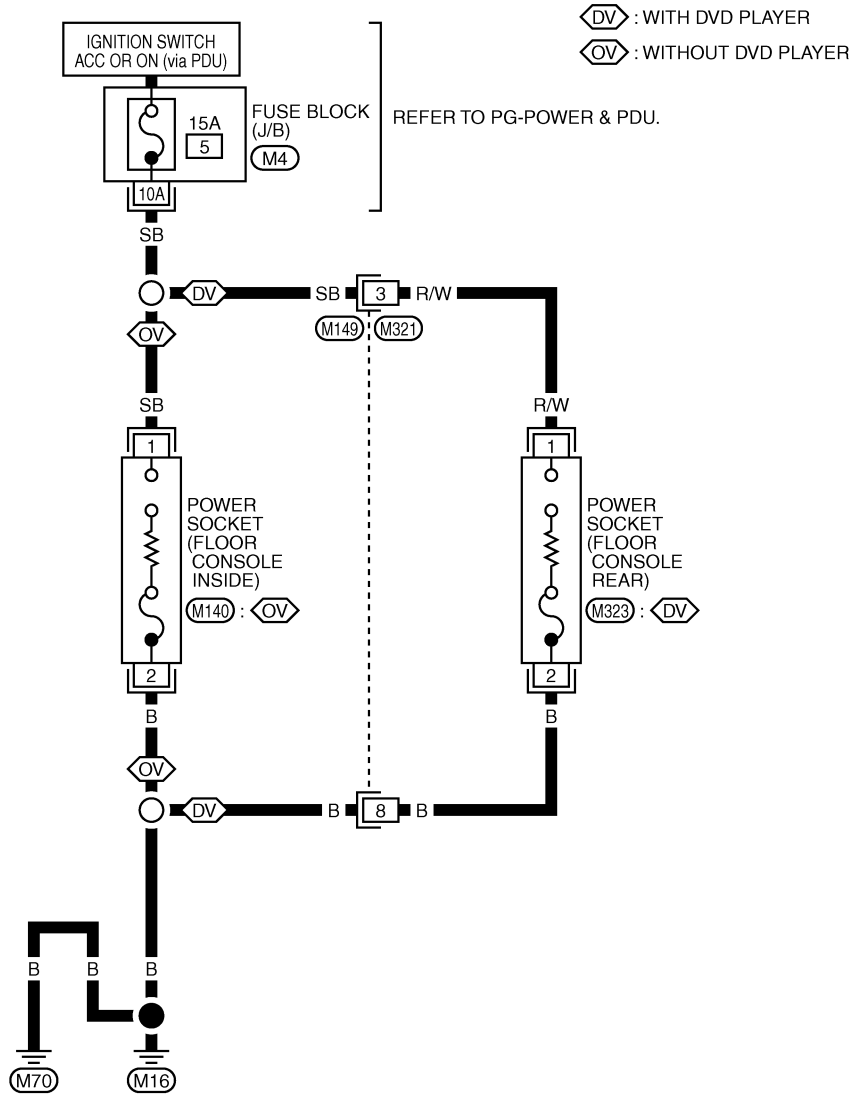 DV : WITH DVD PLAYER
OV : WITHOUT DVD PLAYER
IGNITION SWITCH
ACC OR ON (via PDU)
FUSE BLOCK
(J/B)
15A
5
M4
REFER TO PG-POWER & PDU.
10A
SB
DV
SB
3
R/W
OV
M149
M321
SB
R/W
1
1
POWER
SOCKET
(FLOOR
CONSOLE
INSIDE)
M140 : OV
POWER
SOCKET
(FLOOR
CONSOLE
REAR)
M323 : DV
2
2
B
B
OV
DV
B
8
B
B
B
B
M70
M16